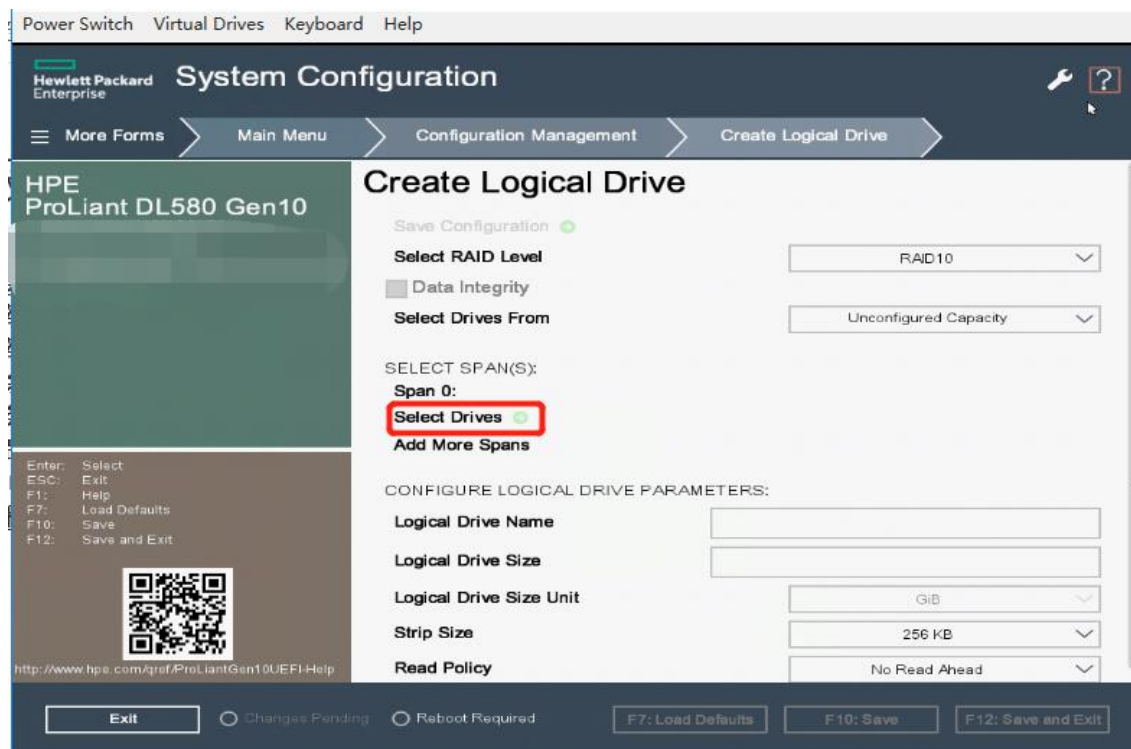 Power Switch Virtual Drives Keyboard Help
Hewlett Packard
Enterprise
System Configuration
?
More Forms Main Menu Configuration Management Create Logical Drive
HPE
ProLiant DL580 Gen10
Create Logical Drive
Save Configuration
Select RAID Level RAID10
Data Integrity
Select Drives From Unconfigured Capacity
SELECT SPAN(S):
Span 0:
Select Drives
Add More Spans
CONFIGURE LOGICAL DRIVE PARAMETERS:
Logical Drive Name
Logical Drive Size
Logical Drive Size Unit GiB
Strip Size 256 KB
Read Policy No Read Ahead
Enter: Select
ESC: Exit
F1: Help
F7: Load Defaults
F10: Save
F12: Save and Exit
http://www.hpe.com/qref/ProLiantGen10UEFI-Help
Exit Changes Pending Reboot Required F7: Load Defaults F10: Save F12: Save and Exit